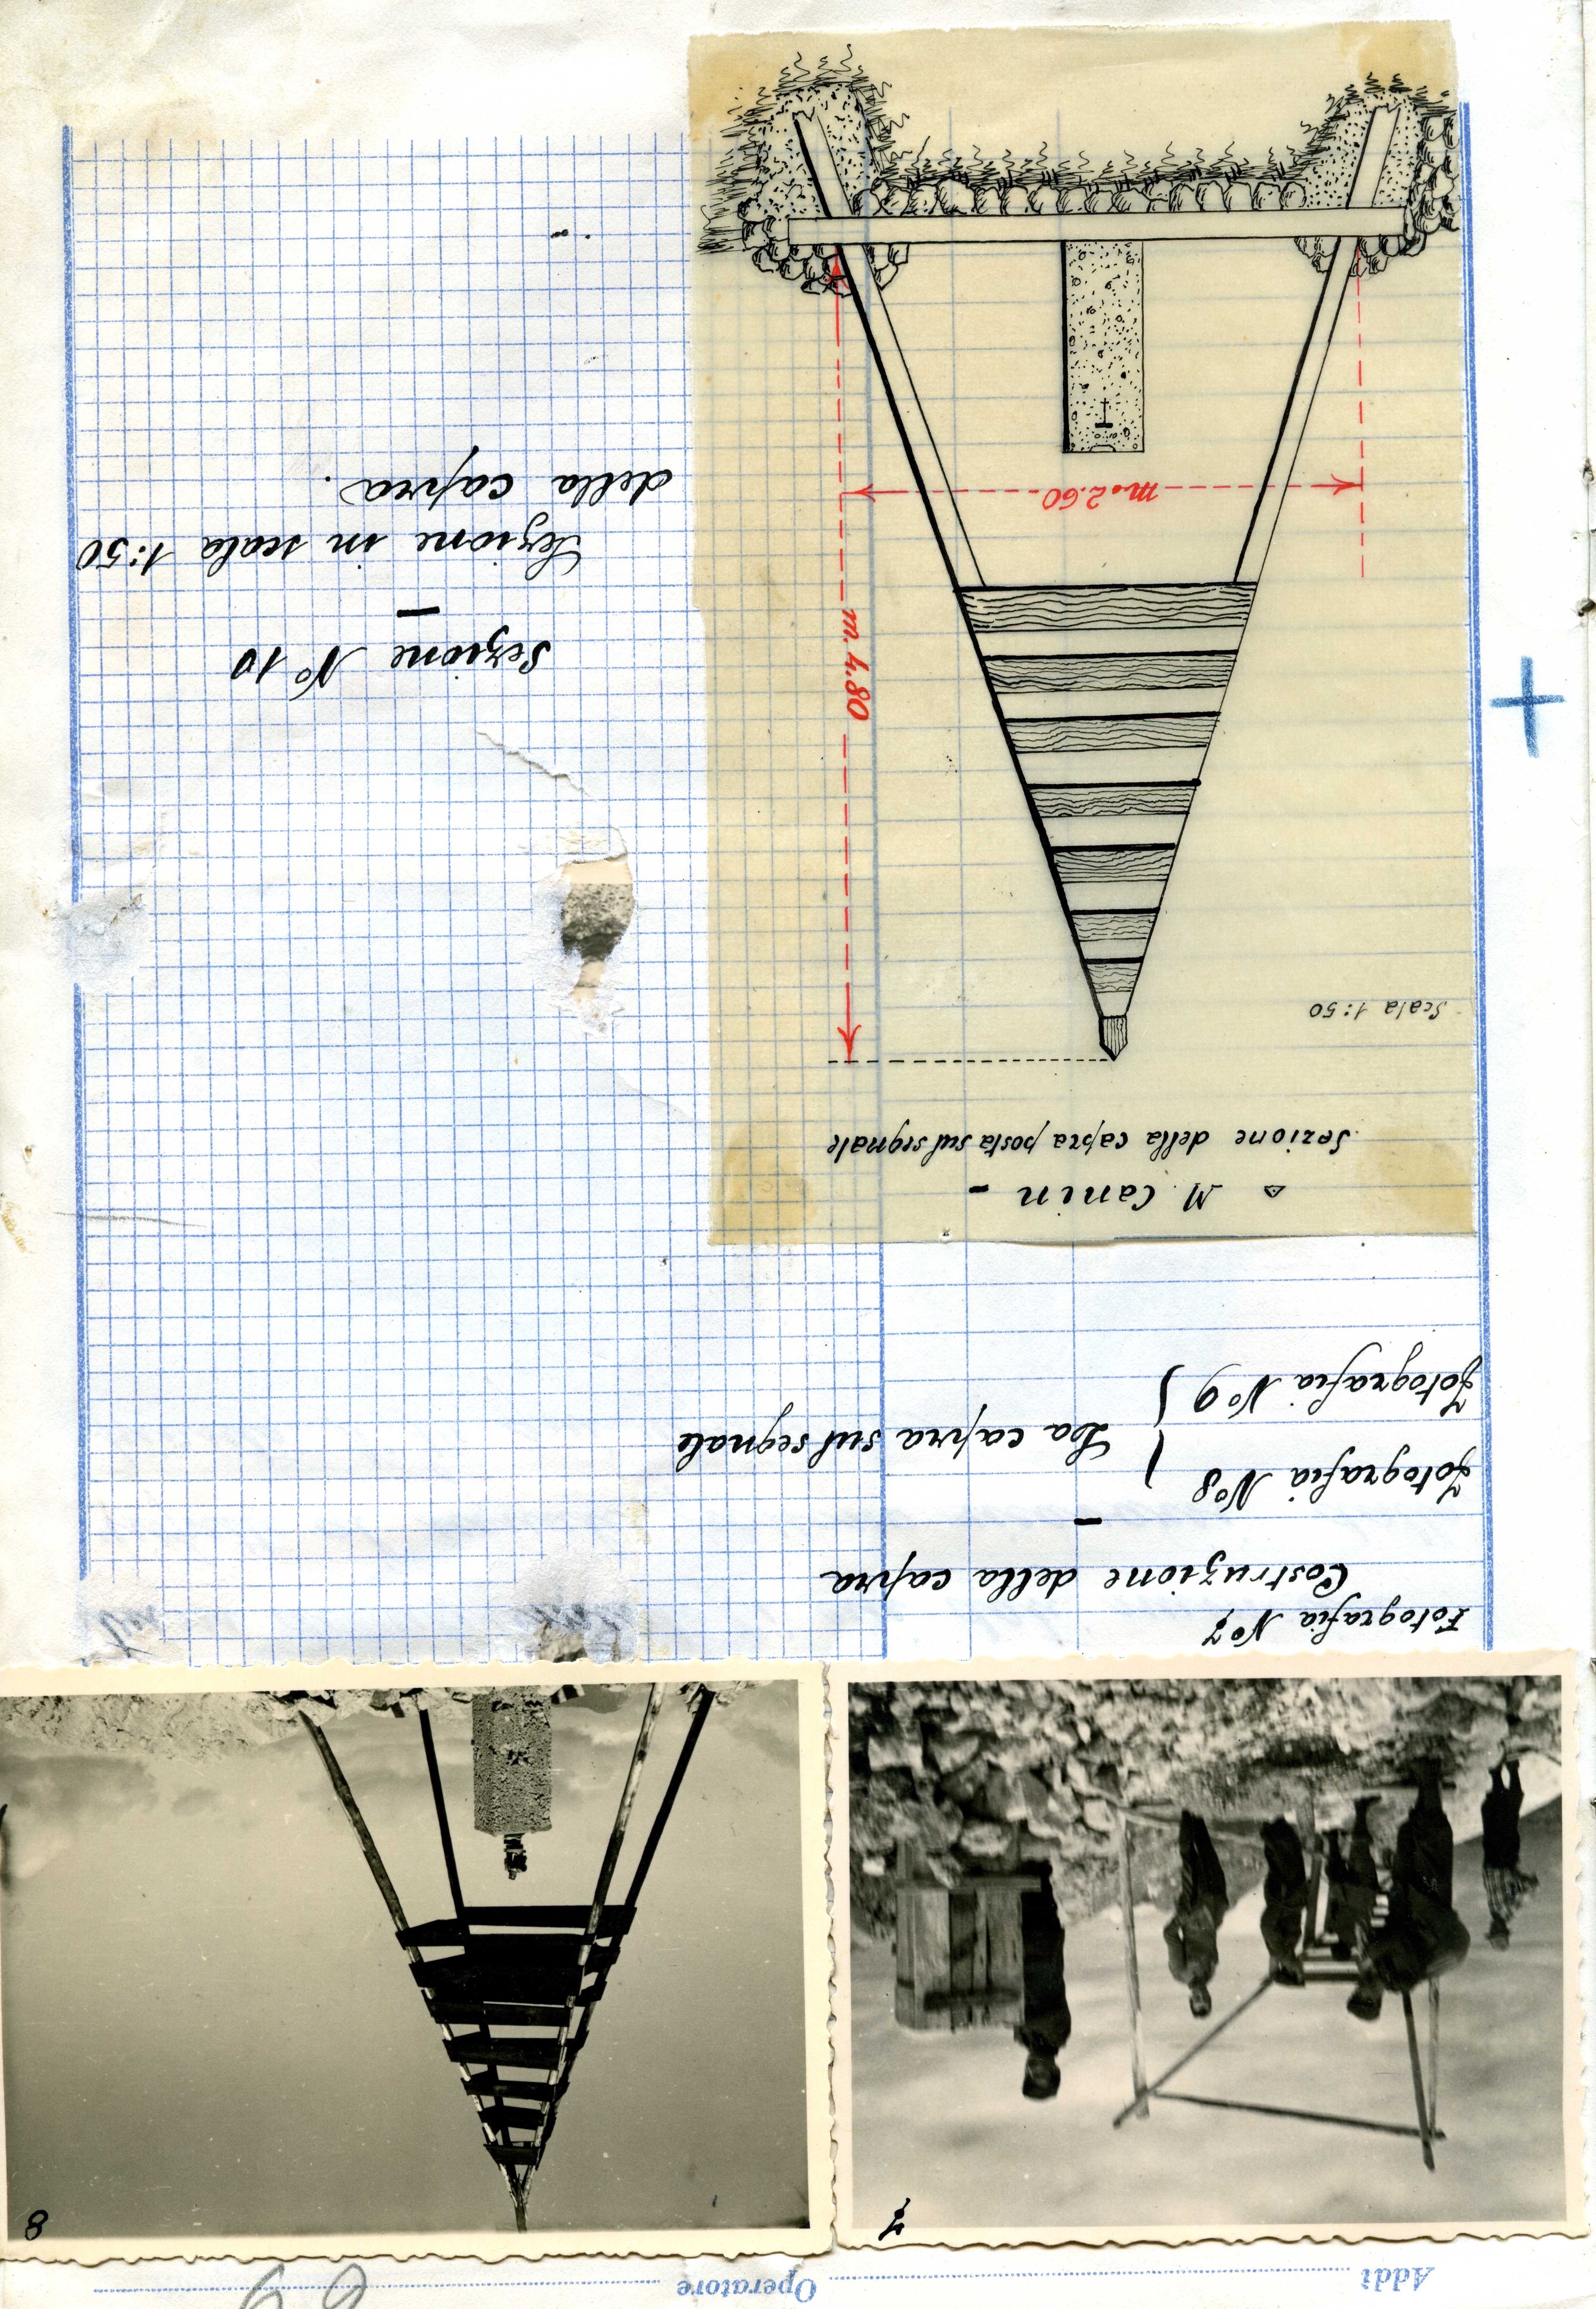 Addì
Operatore
7
8
Fotografia N° 7
Costruzione della capra
fotografia N° 8
La capra sul segnale
fotografia N° 9
△ M. Canin -
Sezione della capra posta sul segnale
Scala 1:50
m. 4.80
m. 2.60
Sezione N° 10
Sezione in scala 1:50
della capra.